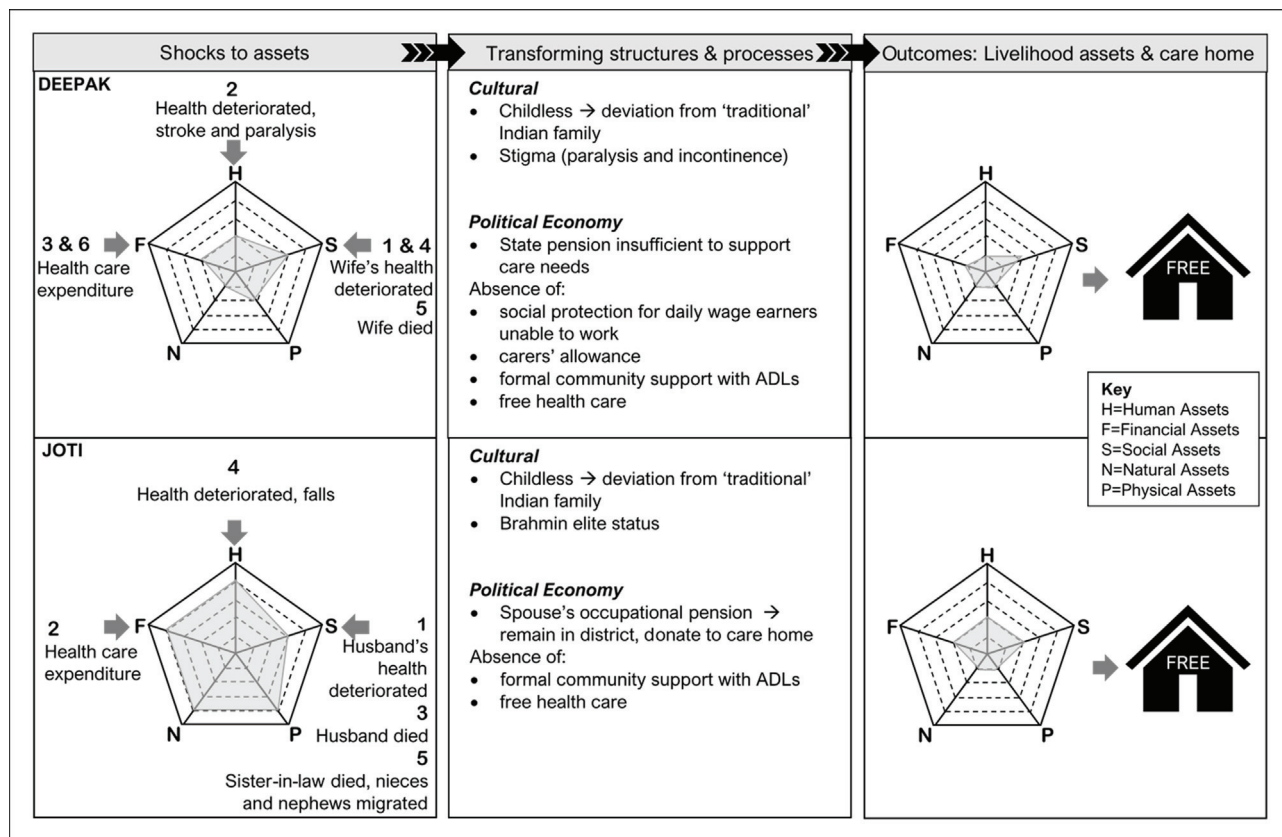 Shocks to assets
Transforming structures & processes
Outcomes: Livelihood assets & care home
DEEPAK
2
Health deteriorated,
stroke and paralysis
H
F
S
N
P
3 & 6
Health care
expenditure
1 & 4
Wife's health
deteriorated
5
Wife died
Cultural
• Childless → deviation from 'traditional'
Indian family
• Stigma (paralysis and incontinence)
Political Economy
• State pension insufficient to support
care needs
Absence of:
• social protection for daily wage earners
unable to work
• carers' allowance
• formal community support with ADLs
• free health care
H
F
S
N
P
FREE
Key
H=Human Assets
F=Financial Assets
S=Social Assets
N=Natural Assets
P=Physical Assets
JOTI
4
Health deteriorated, falls
H
F
S
N
P
2
Health care
expenditure
1
Husband's
health
deteriorated
3
Husband died
5
Sister-in-law died, nieces
and nephews migrated
Cultural
• Childless → deviation from 'traditional'
Indian family
• Brahmin elite status
Political Economy
• Spouse's occupational pension →
remain in district, donate to care home
Absence of:
• formal community support with ADLs
• free health care
H
F
S
N
P
FREE